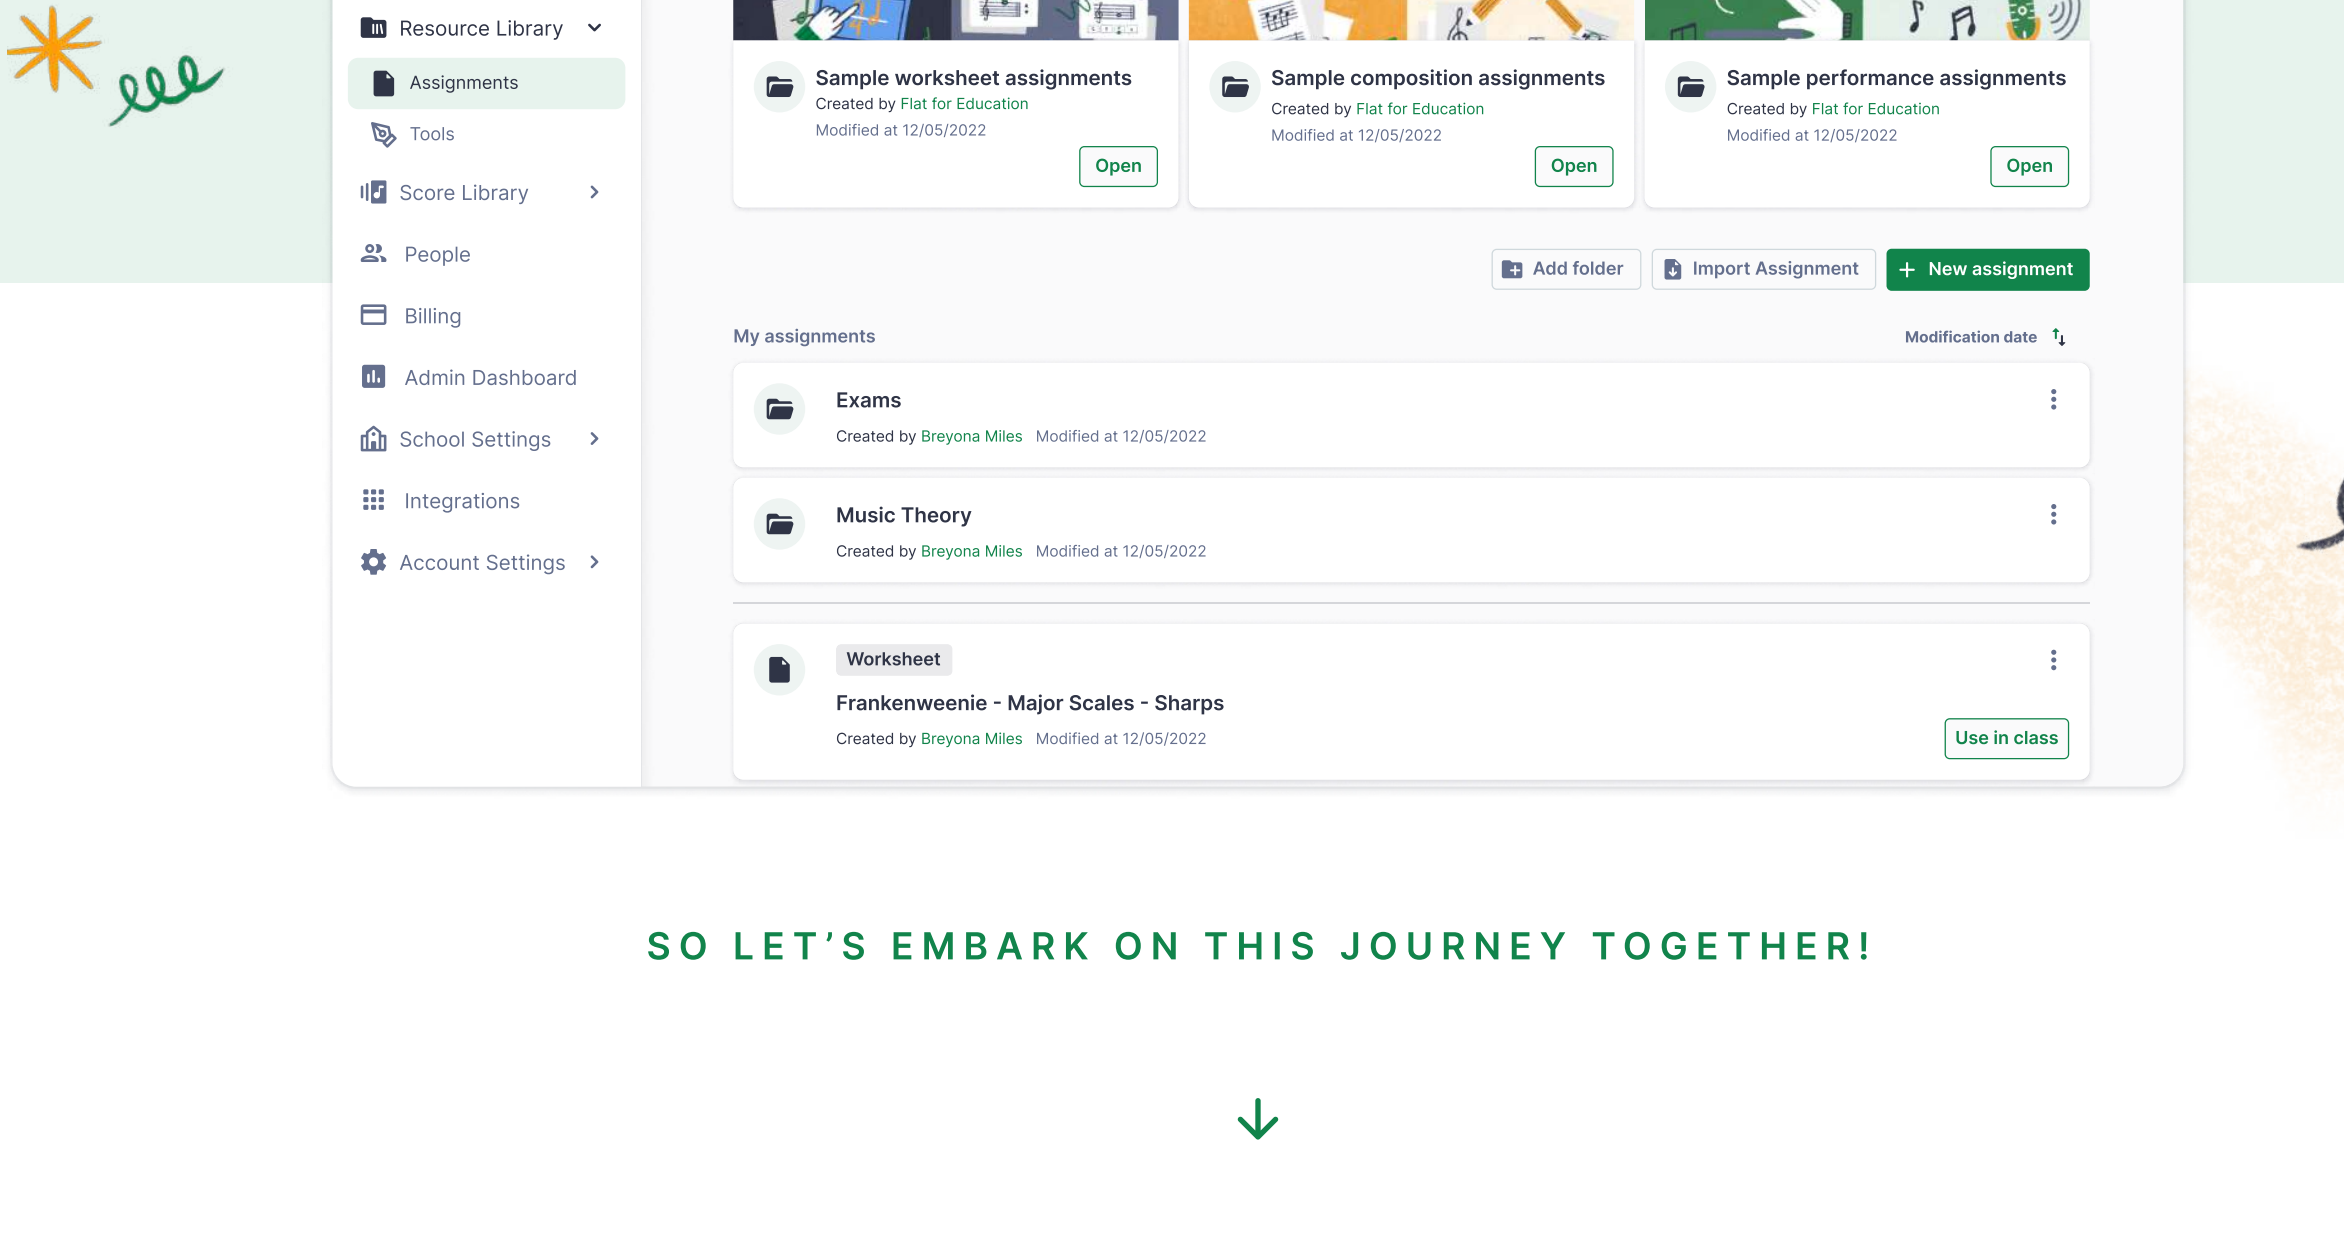 Resource Library
Assignments
Tools
Score Library
People
Billing
Admin Dashboard
School Settings
Integrations
Account Settings
Sample worksheet assignments
Created by Flat for Education
Modified at 12/05/2022
Open
Sample composition assignments
Created by Flat for Education
Modified at 12/05/2022
Open
Sample performance assignments
Created by Flat for Education
Modified at 12/05/2022
Open
Add folder
Import Assignment
New assignment
My assignments
Modification date
Exams
Created by Breyona Miles Modified at 12/05/2022
Music Theory
Created by Breyona Miles Modified at 12/05/2022
Worksheet
Frankenweenie - Major Scales - Sharps
Created by Breyona Miles Modified at 12/05/2022
Use in class
SO LET’S EMBARK ON THIS JOURNEY TOGETHER!